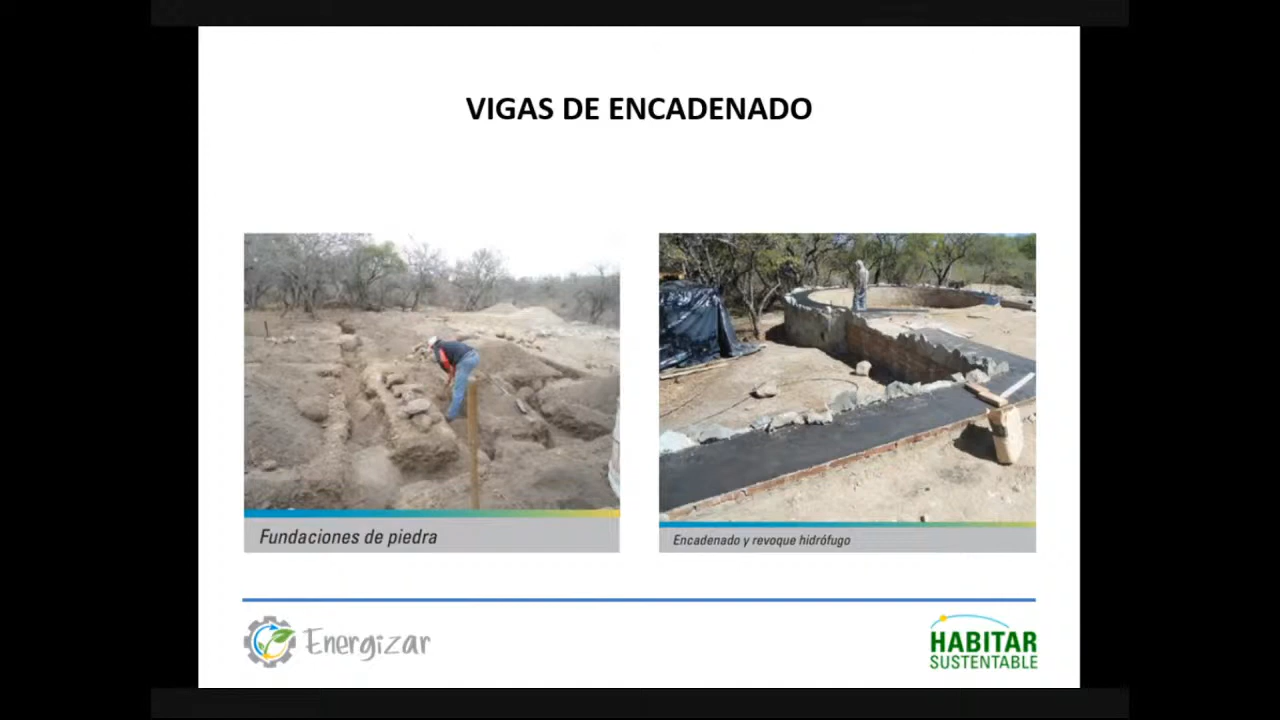 VIGAS DE ENCADENADO
Fundaciones de piedra
Encadenado y revoque hidrófugo
Energizar
HABITAR
SUSTENTABLE